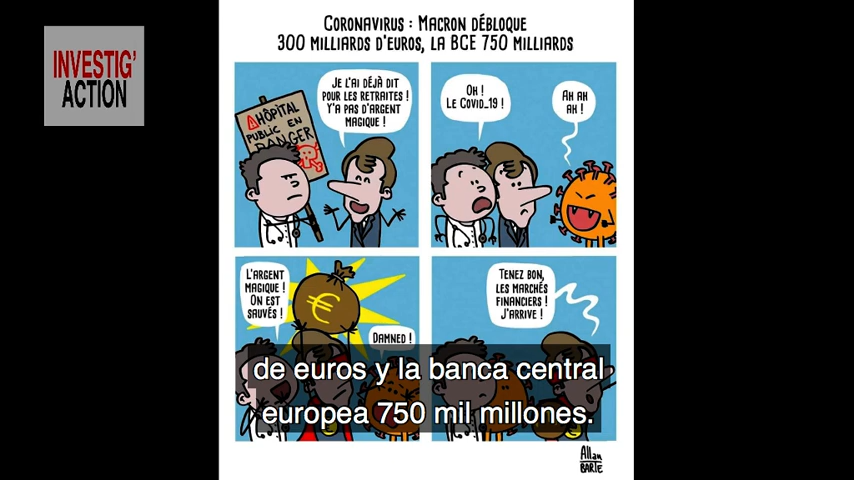 INVESTIG'
ACTION
CORONAVIRUS : MACRON DÉBLOQUE
300 MILLIARDS D'EUROS, LA BCE 750 MILLIARDS
HÔPITAL
PUBLIC EN
DANGER
JE L'AI DÉJÀ DIT
POUR LES RETRAITES !
Y'A PAS D'ARGENT
MAGIQUE !
OH !
LE COVID_19 !
AH AH
AH !
L'ARGENT
MAGIQUE !
ON EST
SAUVÉS !
€
DAMNED !
TENEZ BON,
LES MARCHÉS
FINANCIERS !
J'ARRIVE !
de euros y la banca central
europea 750 mil millones.
Allan
BARTE